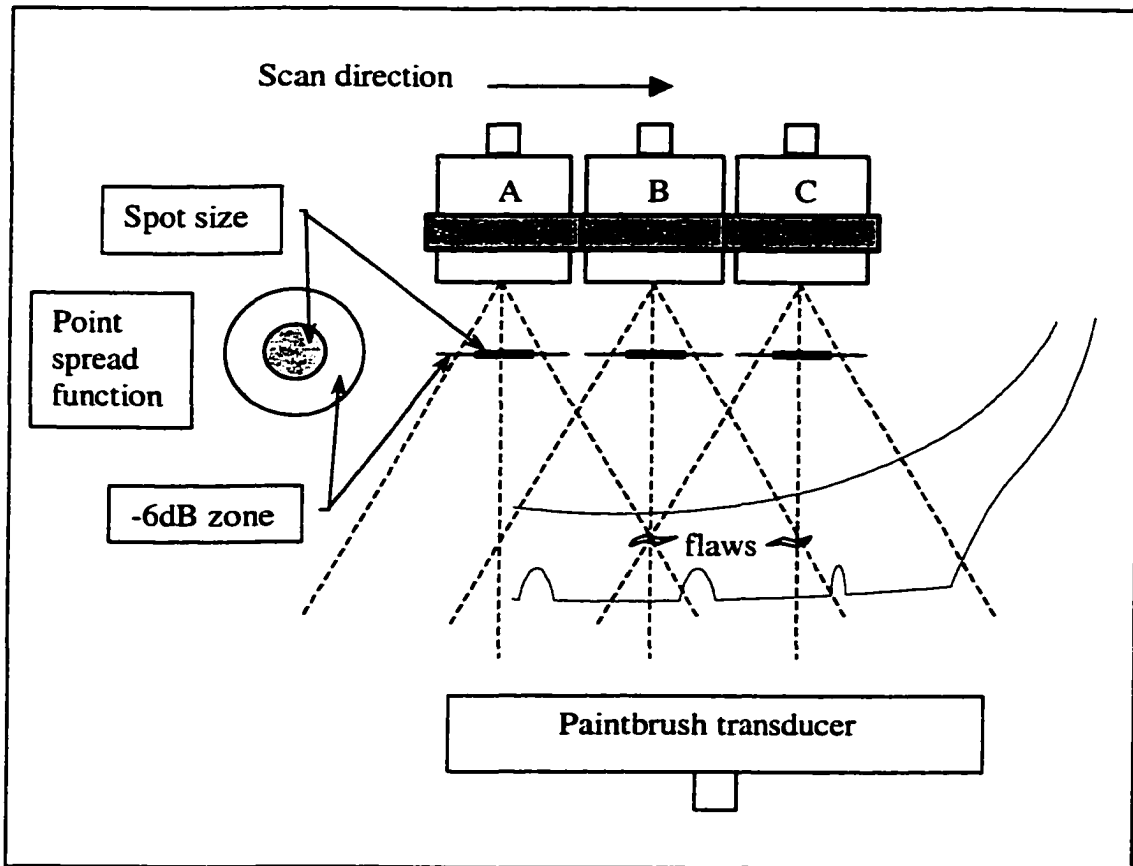 Scan direction
A
B
C
Spot size
Point
spread
function
-6dB zone
flaws
Paintbrush transducer